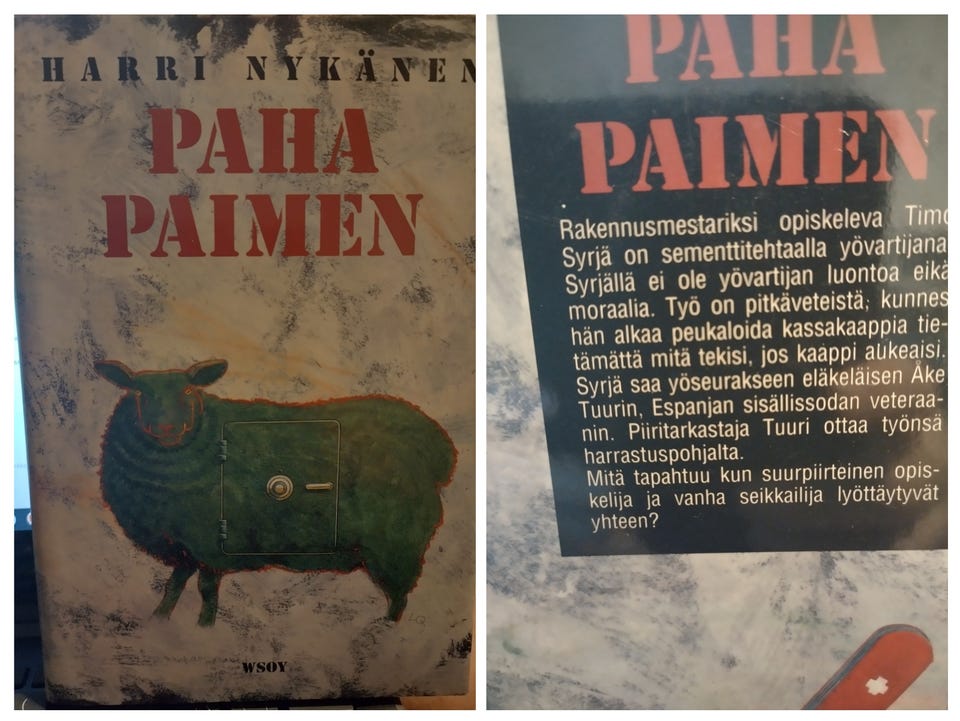 HARRI NYKÄNEN
PAHA
PAIMEN
WSOY
PAHA
PAIMEN
Rakennusmestariksi opiskeleva Timo
Syrjä on sementtitehtaalla yövartijana.
Syrjällä ei ole yövartijan luontoa eikä
moraalia. Työ on pitkäveteistä, kunnes
hän alkaa peukaloida kassakaappia tie-
tämättä mitä tekisi, jos kaappi aukeaisi.
Syrjä saa yöseurakseen eläkeläisen Åke
Tuurin, Espanjan sisällissodan veteraa-
nin. Piiritarkastaja Tuuri ottaa työnsä
harrastuspohjalta.
Mitä tapahtuu kun suurpiirteinen opis-
kelija ja vanha seikkailija lyöttäytyvät
yhteen?